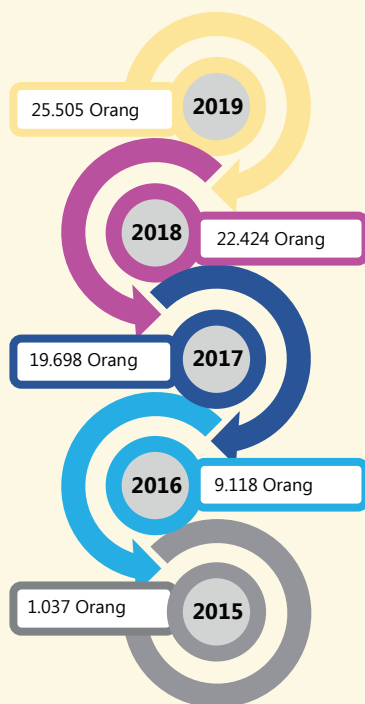 2019
25.505 Orang
2018
22.424 Orang
2017
19.698 Orang
2016
9.118 Orang
2015
1.037 Orang